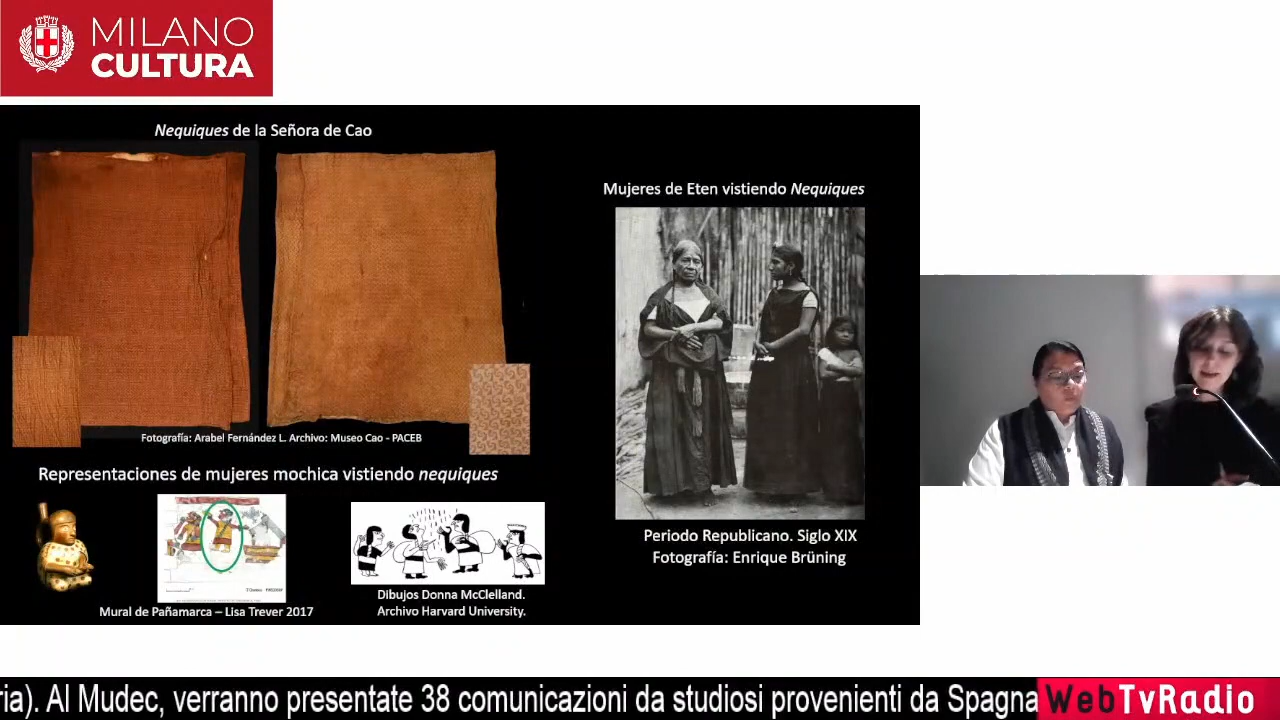 MILANO
CULTURA
Nequiques de la Señora de Cao
Fotografía: Arabel Fernández L. Archivo: Museo Cao - PACEB
Representaciones de mujeres mochica vistiendo nequiques
Mural de Pañamarca – Lisa Trever 2017
Dibujos Donna McClelland.
Archivo Harvard University.
Mujeres de Eten vistiendo Nequiques
Periodo Republicano. Siglo XIX
Fotografía: Enrique Brüning
ria). Al Mudec, verranno presentate 38 comunicazioni da studiosi provenienti da Spagna
WebTvRadio